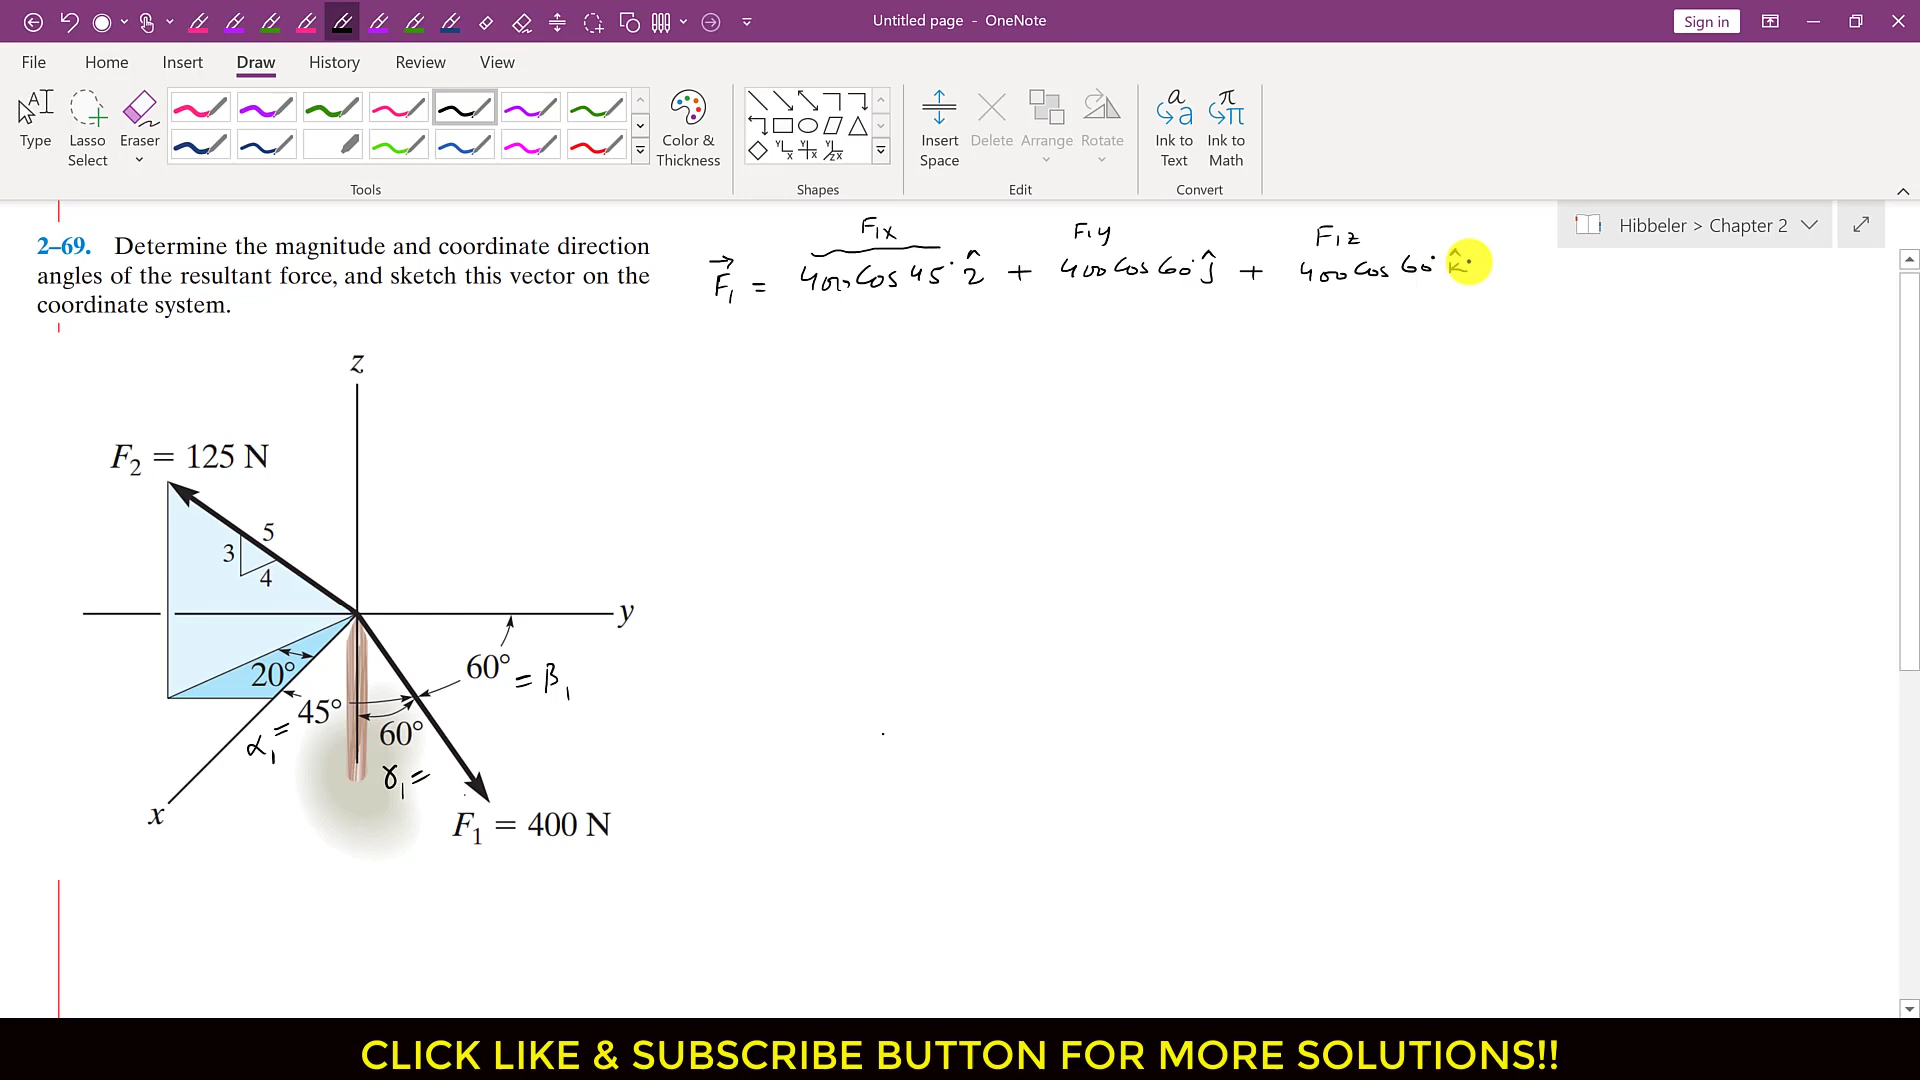 Untitled page - OneNote
Sign in
File Home Insert Draw History Review View
Type
Lasso Select
Eraser
Color & Thickness
Insert Space
Delete
Arrange
Rotate
Ink to Text
Ink to Math
Tools
Shapes
Edit
Convert
Hibbeler > Chapter 2
2–69. Determine the magnitude and coordinate direction
angles of the resultant force, and sketch this vector on the
coordinate system.
F₁x F₁y F₁z
F₁ = 400 cos 45° î + 400 cos 60° ĵ + 400 cos 60° k̂
z
F₂ = 125 N
5
3
4
y
20°
60° = β₁
45°
α₁ =
60°
γ₁ =
x
F₁ = 400 N
CLICK LIKE & SUBSCRIBE BUTTON FOR MORE SOLUTIONS!!